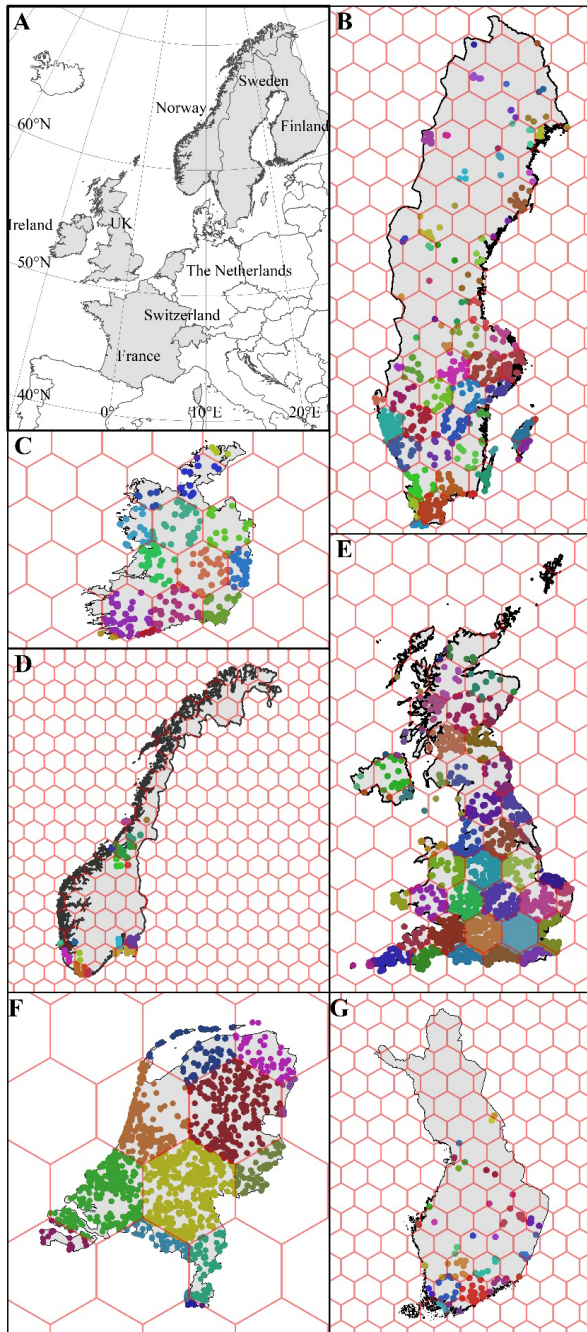 A
Sweden
Norway
60°N
Finland
Ireland
UK
50°N
The Netherlands
Switzerland
France
40°N
0°E
10°E
20°E
B
C
D
E
F
G